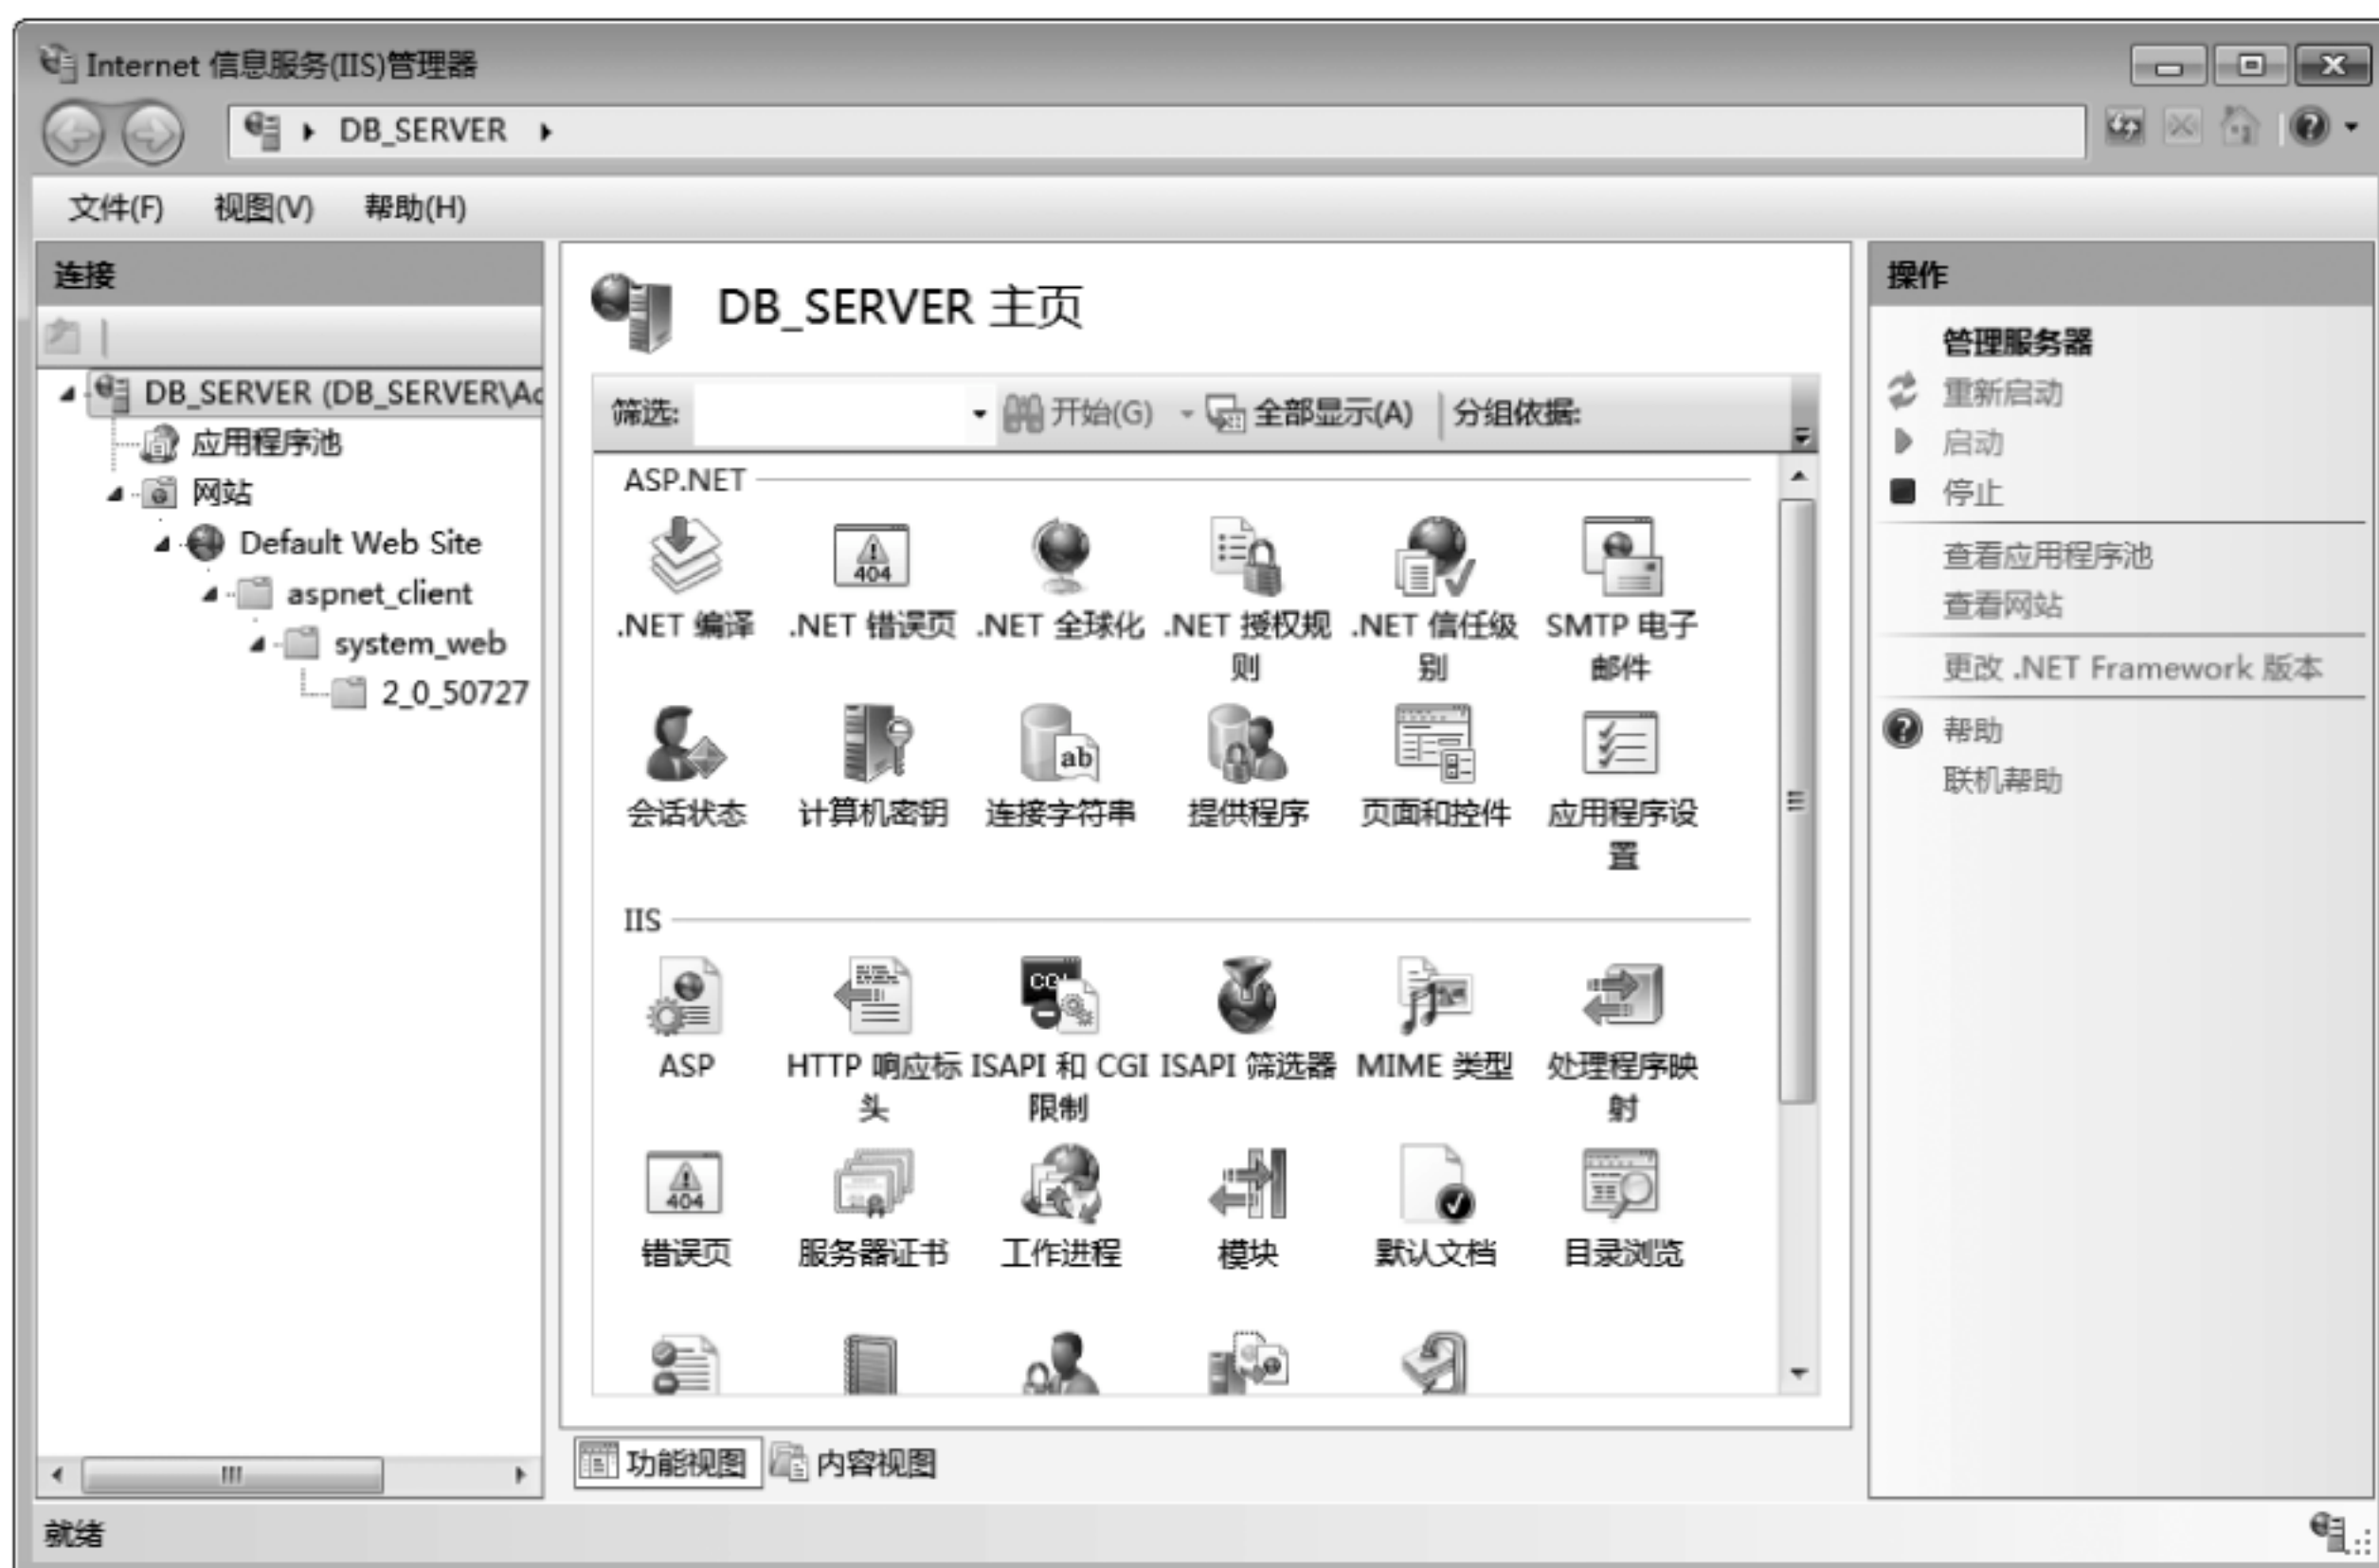 Internet 信息服务(IIS)管理器
DB_SERVER
文件(F) 视图(V) 帮助(H)
连接
DB_SERVER (DB_SERVER\Ad
应用程序池
网站
Default Web Site
aspnet_client
system_web
2_0_50727
DB_SERVER 主页
筛选: 开始(G) 全部显示(A) 分组依据:
ASP.NET
.NET 编译 .NET 错误页 .NET 全球化 .NET 授权规 .NET 信任级 SMTP 电子
则 别 邮件
会话状态 计算机密钥 连接字符串 提供程序 页面和控件 应用程序设
置
IIS
ASP HTTP 响应标 ISAPI 和 CGI ISAPI 筛选器 MIME 类型 处理程序映
头 限制 射
错误页 服务器证书 工作进程 模块 默认文档 目录浏览
功能视图 内容视图
操作
管理服务器
重新启动
启动
停止
查看应用程序池
查看网站
更改 .NET Framework 版本
帮助
联机帮助
就绪